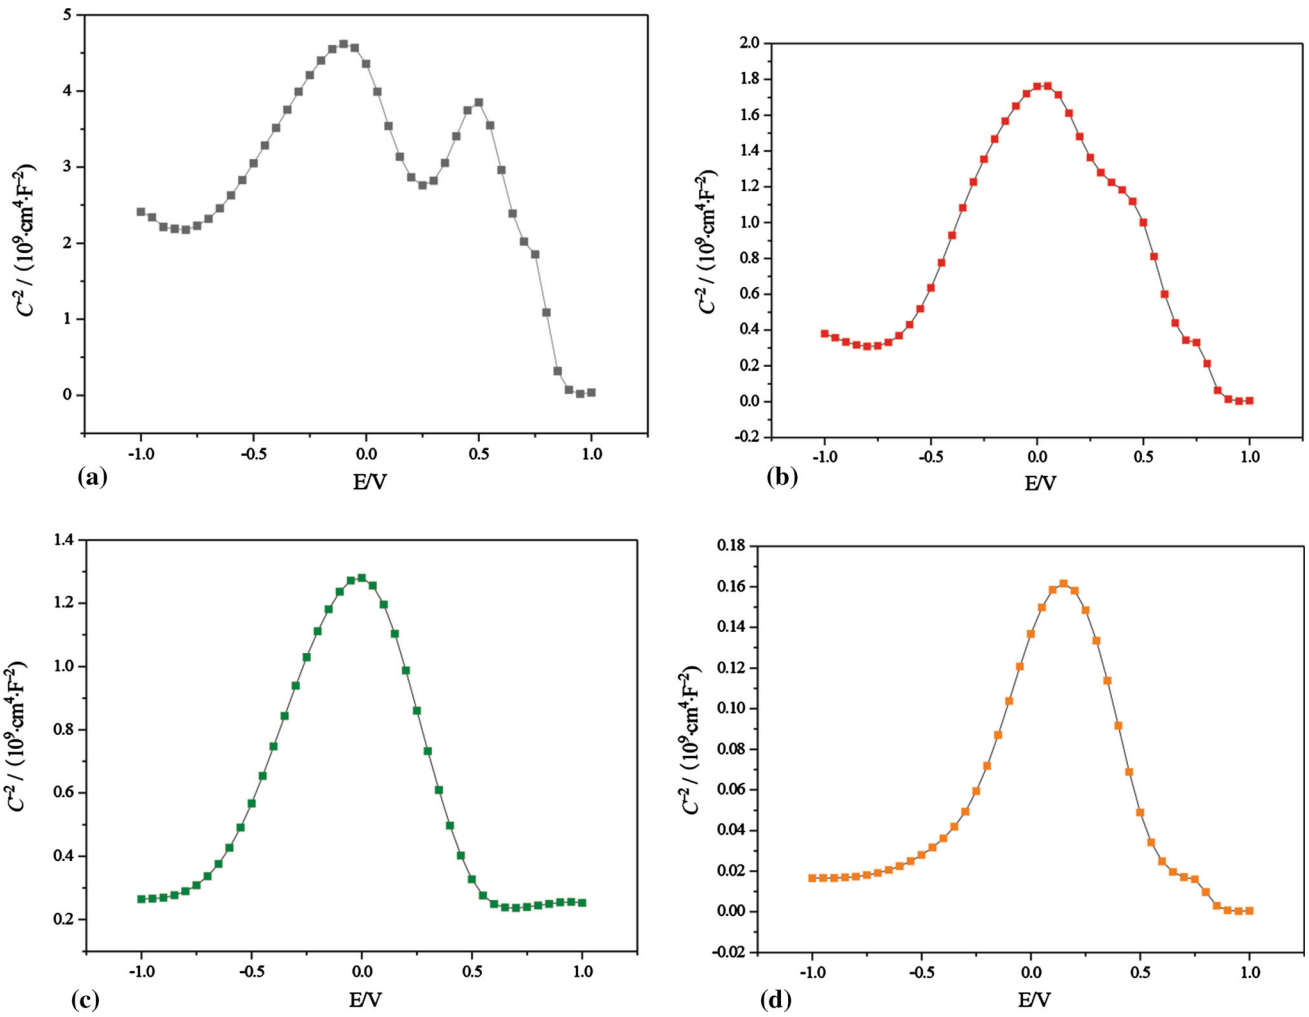 5
4
3
2
1
0
C⁻² / (10⁹·cm⁴·F⁻²)
-1.0 -0.5 0.0 0.5 1.0
E/V
(a)
2.0
1.8
1.6
1.4
1.2
1.0
0.8
0.6
0.4
0.2
0.0
-0.2
C⁻² / (10⁹·cm⁴F⁻²)
-1.0 -0.5 0.0 0.5 1.0
E/V
(b)
1.4
1.2
1.0
0.8
0.6
0.4
0.2
C⁻² / (10⁹·cm⁴·F⁻²)
-1.0 -0.5 0.0 0.5 1.0
E/V
(c)
0.18
0.16
0.14
0.12
0.10
0.08
0.06
0.04
0.02
0.00
-0.02
C⁻² / (10⁹·cm⁴·F⁻²)
-1.0 -0.5 0.0 0.5 1.0
E/V
(d)